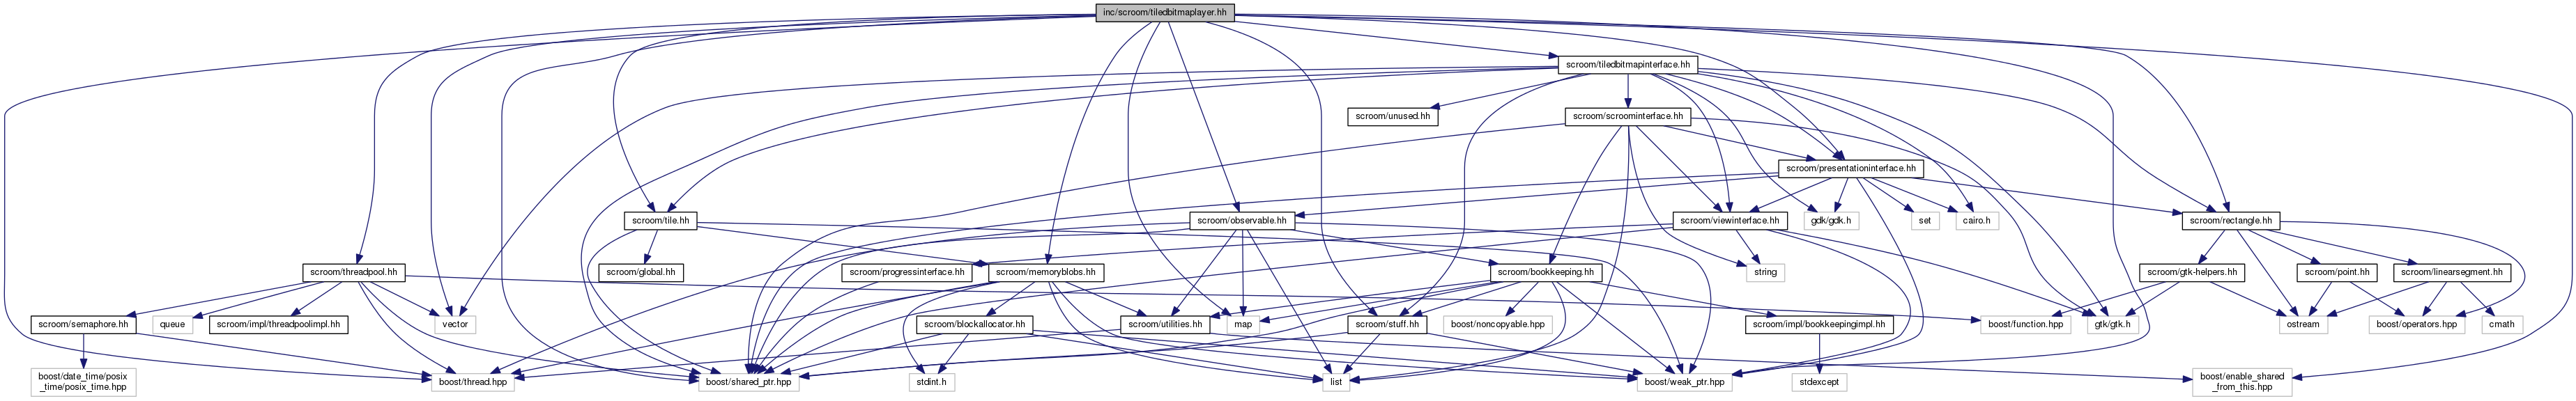 inc/scroom/tiledbitmaplayer.hh
scroom/tiledbitmapinterface.hh
scroom/unused.hh
scroom/scroominterface.hh
scroom/presentationinterface.hh
scroom/tile.hh
scroom/observable.hh
scroom/viewinterface.hh
gdk/gdk.h
set
cairo.h
scroom/rectangle.hh
scroom/threadpool.hh
scroom/global.hh
scroom/progressinterface.hh
scroom/memoryblobs.hh
scroom/bookkeeping.hh
string
scroom/gtk-helpers.hh
scroom/point.hh
scroom/linearsegment.hh
scroom/semaphore.hh
queue
scroom/impl/threadpoolimpl.hh
vector
scroom/blockallocator.hh
scroom/utilities.hh
map
scroom/stuff.hh
boost/noncopyable.hpp
scroom/impl/bookkeepingimpl.hh
boost/function.hpp
gtk/gtk.h
ostream
boost/operators.hpp
cmath
boost/date_time/posix
_time/posix_time.hpp
boost/thread.hpp
boost/shared_ptr.hpp
stdint.h
list
boost/weak_ptr.hpp
stdexcept
boost/enable_shared
_from_this.hpp